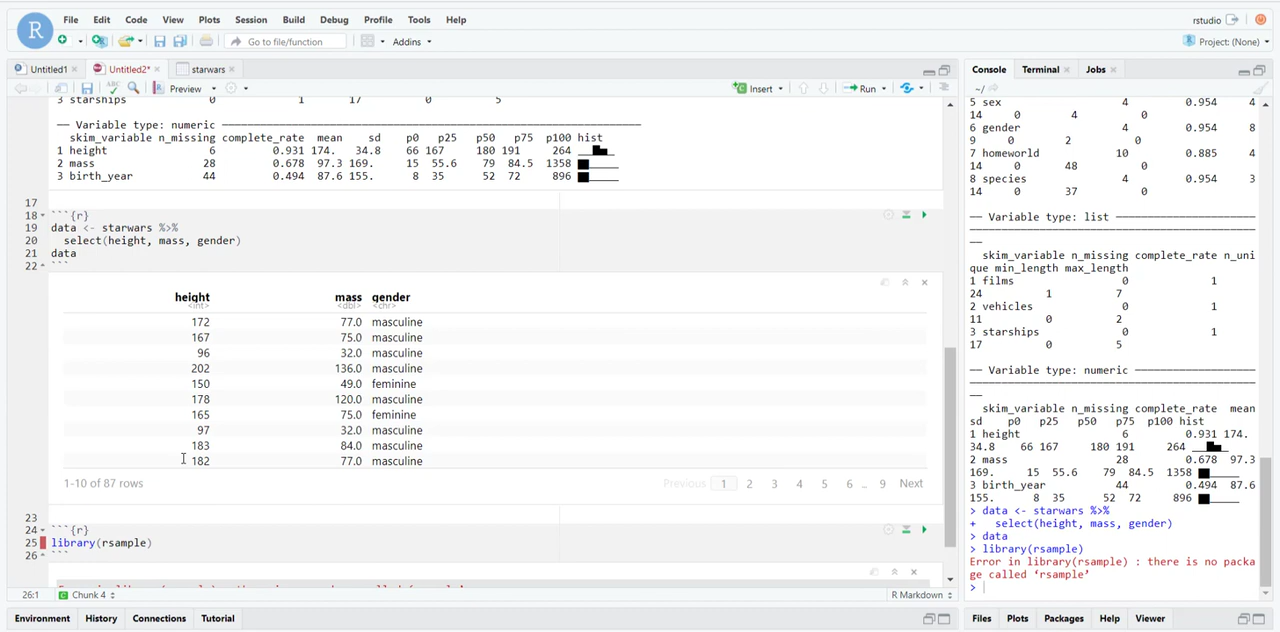 File Edit Code View Plots Session Build Debug Profile Tools Help
rstudio
R
Go to file/function
Addins
Project: (None)
Untitled1
Untitled2*
starwars
Preview
ABC
Insert
Run
3 starships 0 1 17 0 5
── Variable type: numeric ──
skim_variable n_missing complete_rate mean sd p0 p25 p50 p75 p100 hist
1 height 6 0.931 174. 34.8 66 167 180 191 264
2 mass 28 0.678 97.3 169. 15 55.6 79 84.5 1358
3 birth_year 44 0.494 87.6 155. 8 35 52 72 896
17
18 ```{r}
19 data <- starwars %>%
20 select(height, mass, gender)
21 data
22 ```
height mass gender
<int> <dbl> <chr>
172 77.0 masculine
167 75.0 masculine
96 32.0 masculine
202 136.0 masculine
150 49.0 feminine
178 120.0 masculine
165 75.0 feminine
97 32.0 masculine
183 84.0 masculine
182 77.0 masculine
1-10 of 87 rows
Previous 1 2 3 4 5 6 … 9 Next
23
24 ```{r}
25 library(rsample)
26 ```
26:1 Chunk 4
R Markdown
Environment History Connections Tutorial
Console Terminal Jobs
~/
5 sex 4 0.954 4
14 0 4 0
6 gender 4 0.954 8
9 0 2 0
7 homeworld 10 0.885 4
14 0 48 0
8 species 4 0.954 3
14 0 37 0
── Variable type: list ──
skim_variable n_missing complete_rate n_uni
que min_length max_length
1 films 0 1
24 1 7
2 vehicles 0 1
11 0 2
3 starships 0 1
17 0 5
── Variable type: numeric ──
skim_variable n_missing complete_rate mean
sd p0 p25 p50 p75 p100 hist
1 height 6 0.931 174.
34.8 66 167 180 191 264
2 mass 28 0.678 97.3
169. 15 55.6 79 84.5 1358
3 birth_year 44 0.494 87.6
155. 8 35 52 72 896
> data <- starwars %>%
+ select(height, mass, gender)
> data
> library(rsample)
Error in library(rsample) : there is no packa
ge called ‘rsample’
>
Files Plots Packages Help Viewer